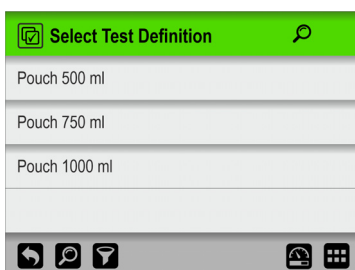 Select Test Definition
Pouch 500 ml
Pouch 750 ml
Pouch 1000 ml